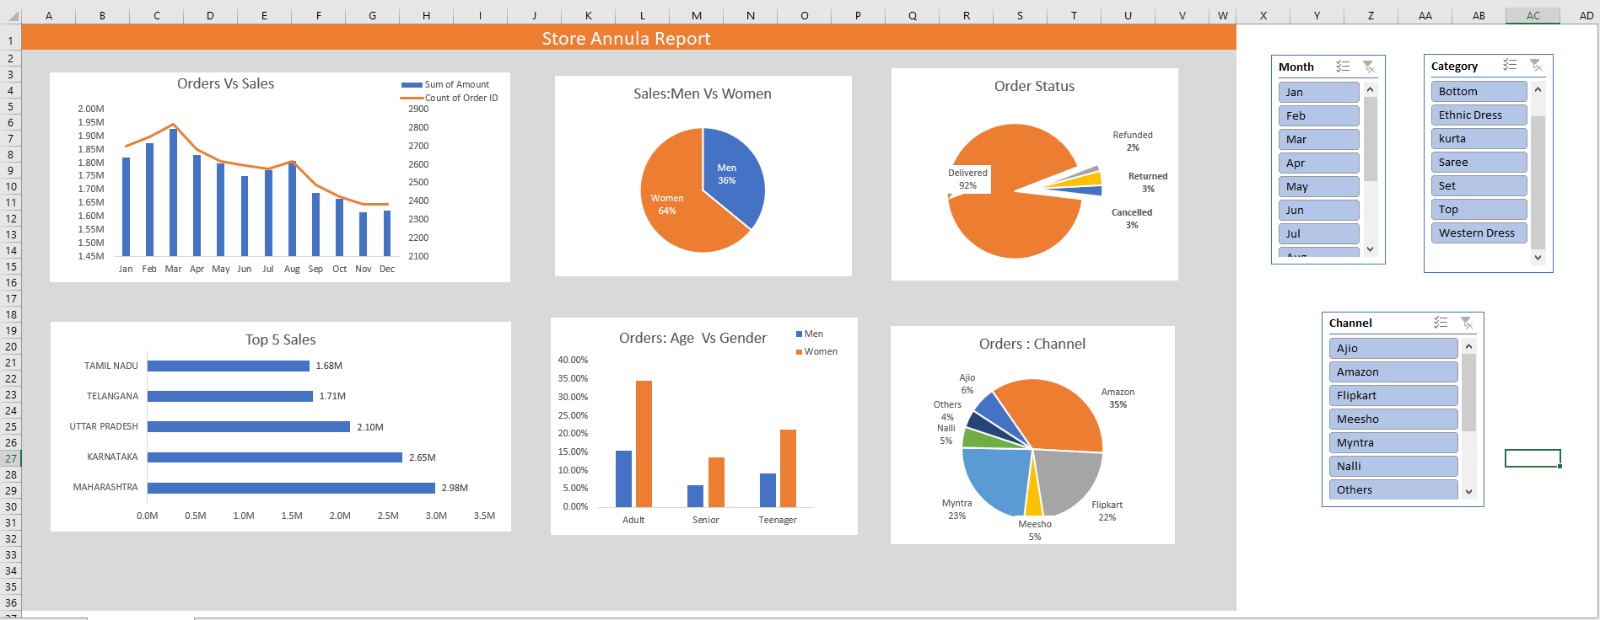 A B C D E F G H I J K L M N O P Q R S T U V W X Y Z AA AB AC AD
1
2
3
4
5
6
7
8
9
10
11
12
13
14
15
16
17
18
19
20
21
22
23
24
25
26
27
28
29
30
31
32
33
34
35
36
37
Store Annula Report
Orders Vs Sales
Sum of Amount
Count of Order ID
2.00M
1.95M
1.90M
1.85M
1.80M
1.75M
1.70M
1.65M
1.60M
1.55M
1.50M
1.45M
2900
2800
2700
2600
2500
2400
2300
2200
2100
Jan Feb Mar Apr May Jun Jul Aug Sep Oct Nov Dec
Sales:Men Vs Women
Men
36%
Women
64%
Order Status
Refunded
2%
Delivered
92%
Returned
3%
Cancelled
3%
Month
Jan
Feb
Mar
Apr
May
Jun
Jul
Aug
Category
Bottom
Ethnic Dress
kurta
Saree
Set
Top
Western Dress
Top 5 Sales
TAMIL NADU 1.68M
TELANGANA 1.71M
UTTAR PRADESH 2.10M
KARNATAKA 2.65M
MAHARASHTRA 2.98M
0.0M 0.5M 1.0M 1.5M 2.0M 2.5M 3.0M 3.5M
Orders: Age Vs Gender
Men
Women
40.00%
35.00%
30.00%
25.00%
20.00%
15.00%
10.00%
5.00%
0.00%
Adult Senior Teenager
Orders : Channel
Ajio
6%
Amazon
35%
Others
4%
Nalli
5%
Myntra
23%
Flipkart
22%
Meesho
5%
Channel
Ajio
Amazon
Flipkart
Meesho
Myntra
Nalli
Others